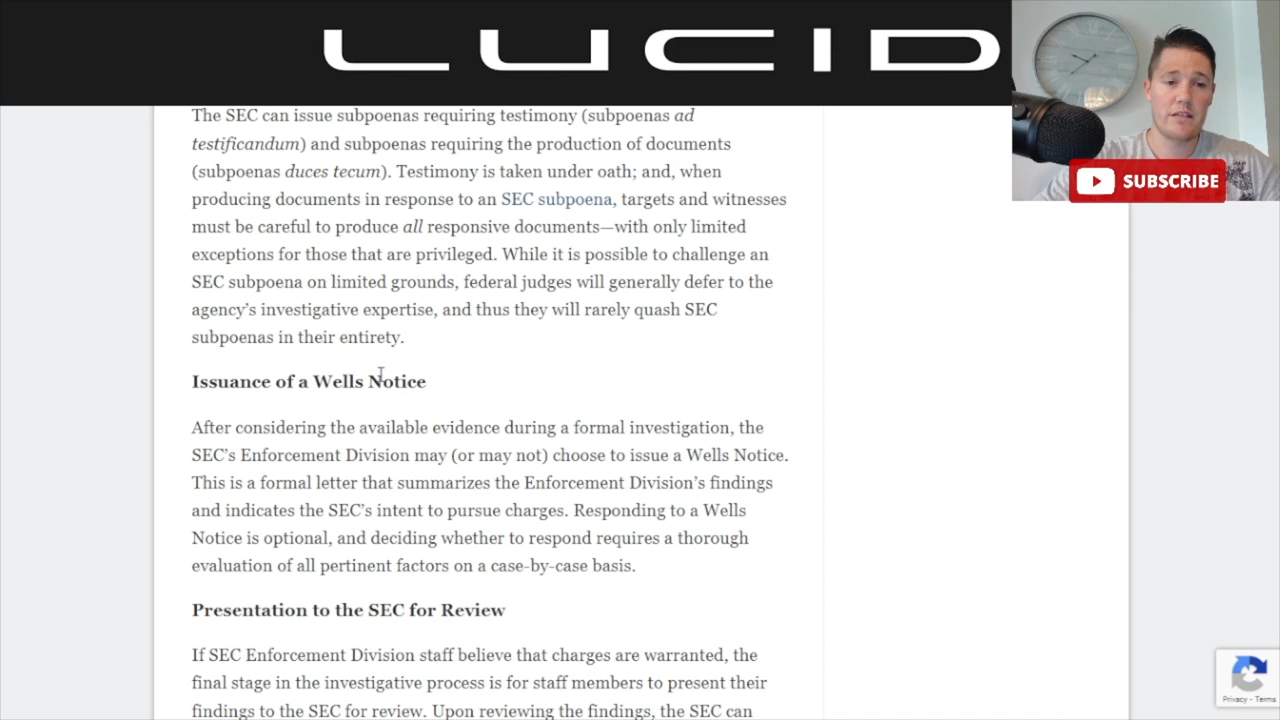 LUCID
SUBSCRIBE
The SEC can issue subpoenas requiring testimony (subpoenas ad
testificandum) and subpoenas requiring the production of documents
(subpoenas duces tecum). Testimony is taken under oath; and, when
producing documents in response to an SEC subpoena, targets and witnesses
must be careful to produce all responsive documents—with only limited
exceptions for those that are privileged. While it is possible to challenge an
SEC subpoena on limited grounds, federal judges will generally defer to the
agency's investigative expertise, and thus they will rarely quash SEC
subpoenas in their entirety.
Issuance of a Wells Notice
After considering the available evidence during a formal investigation, the
SEC's Enforcement Division may (or may not) choose to issue a Wells Notice.
This is a formal letter that summarizes the Enforcement Division's findings
and indicates the SEC's intent to pursue charges. Responding to a Wells
Notice is optional, and deciding whether to respond requires a thorough
evaluation of all pertinent factors on a case-by-case basis.
Presentation to the SEC for Review
If SEC Enforcement Division staff believe that charges are warranted, the
final stage in the investigative process is for staff members to present their
findings to the SEC for review. Upon reviewing the findings, the SEC can
Privacy - Terms